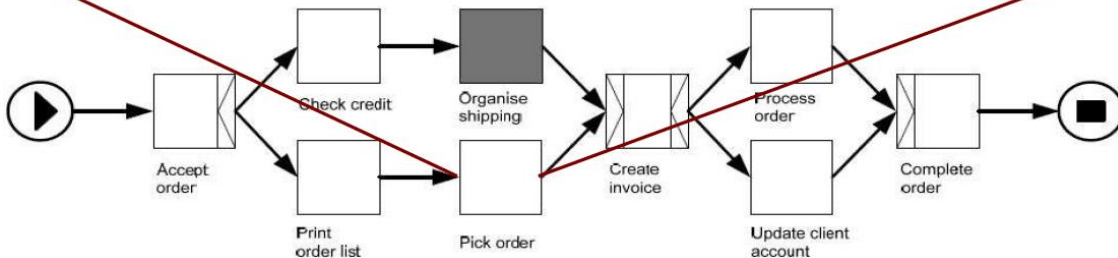 Accept
order
Check credit
Print
order list
Organise
shipping
Pick order
Create
invoice
Process
order
Update client
account
Complete
order